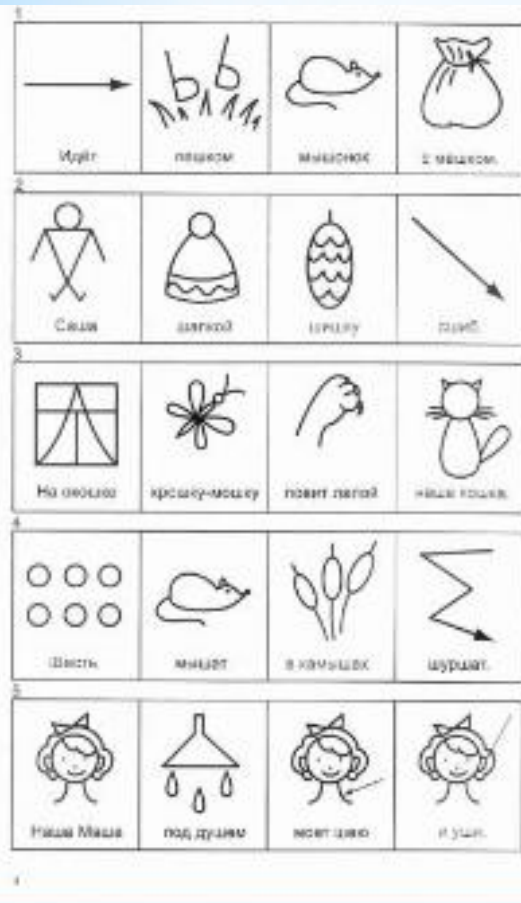 1
Идёт пешком мышонок с мешком.
2
Саша шапкой шишку сшиб.
3
На окошке крошку-мошку ловит лапой наша кошка.
4
Шесть мышат в камышах шуршат.
5
Наша Маша под душем моет шею и уши.